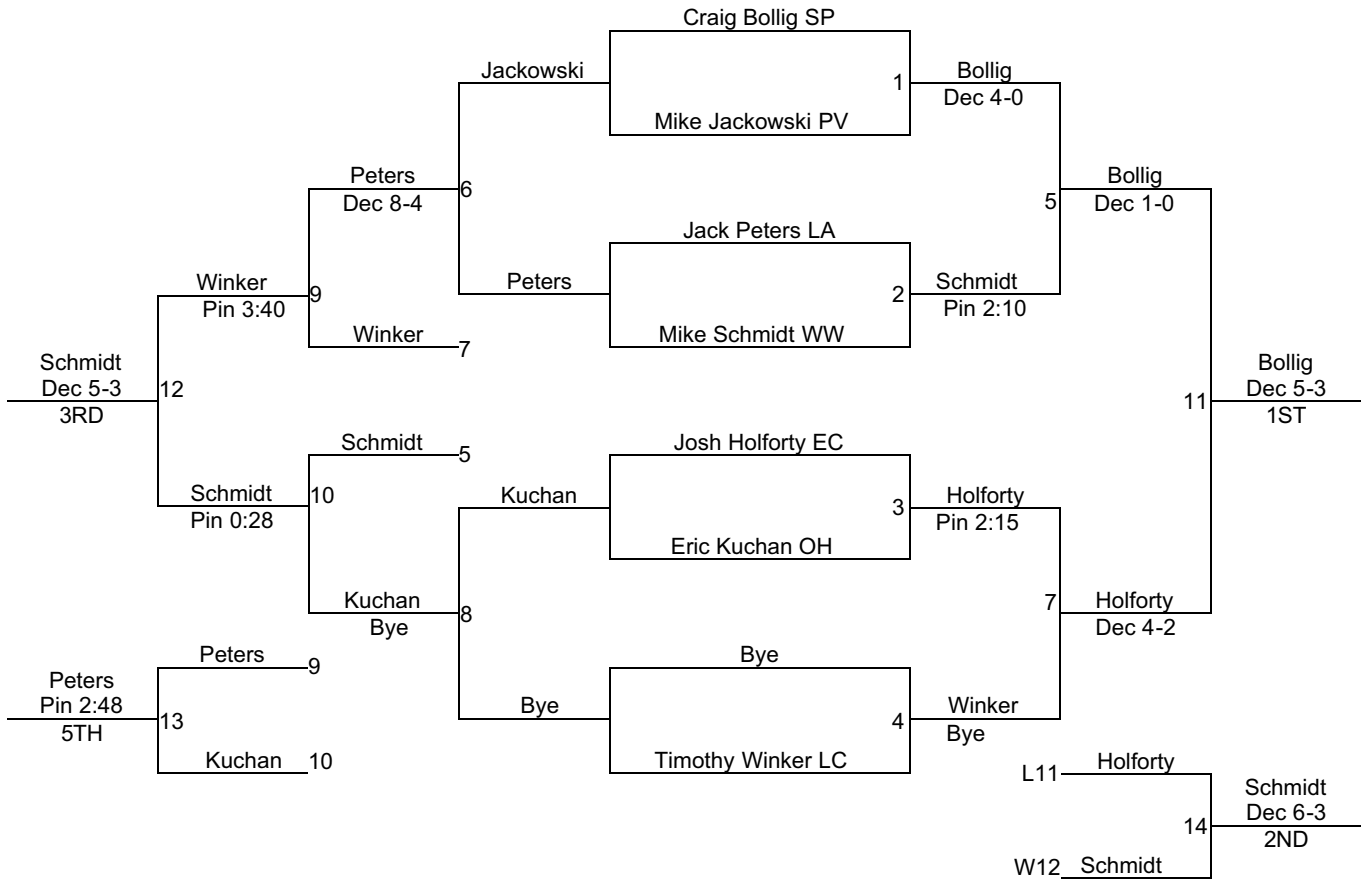 Craig Bollig SP
Jackowski
1
Bollig
Dec 4-0
Mike Jackowski PV
Peters
Dec 8-4
6
5
Bollig
Dec 1-0
Jack Peters LA
Winker
Pin 3:40
9
Peters
2
Schmidt
Pin 2:10
Winker
7
Mike Schmidt WW
Schmidt
Dec 5-3
3RD
12
11
Bollig
Dec 5-3
1ST
Schmidt
5
Josh Holforty EC
Schmidt
Pin 0:28
10
Kuchan
3
Holforty
Pin 2:15
Eric Kuchan OH
Kuchan
Bye
8
7
Holforty
Dec 4-2
Peters
9
Bye
Peters
Pin 2:48
5TH
13
Bye
4
Winker
Bye
Kuchan
10
Timothy Winker LC
L11
Holforty
14
Schmidt
Dec 6-3
2ND
W12
Schmidt